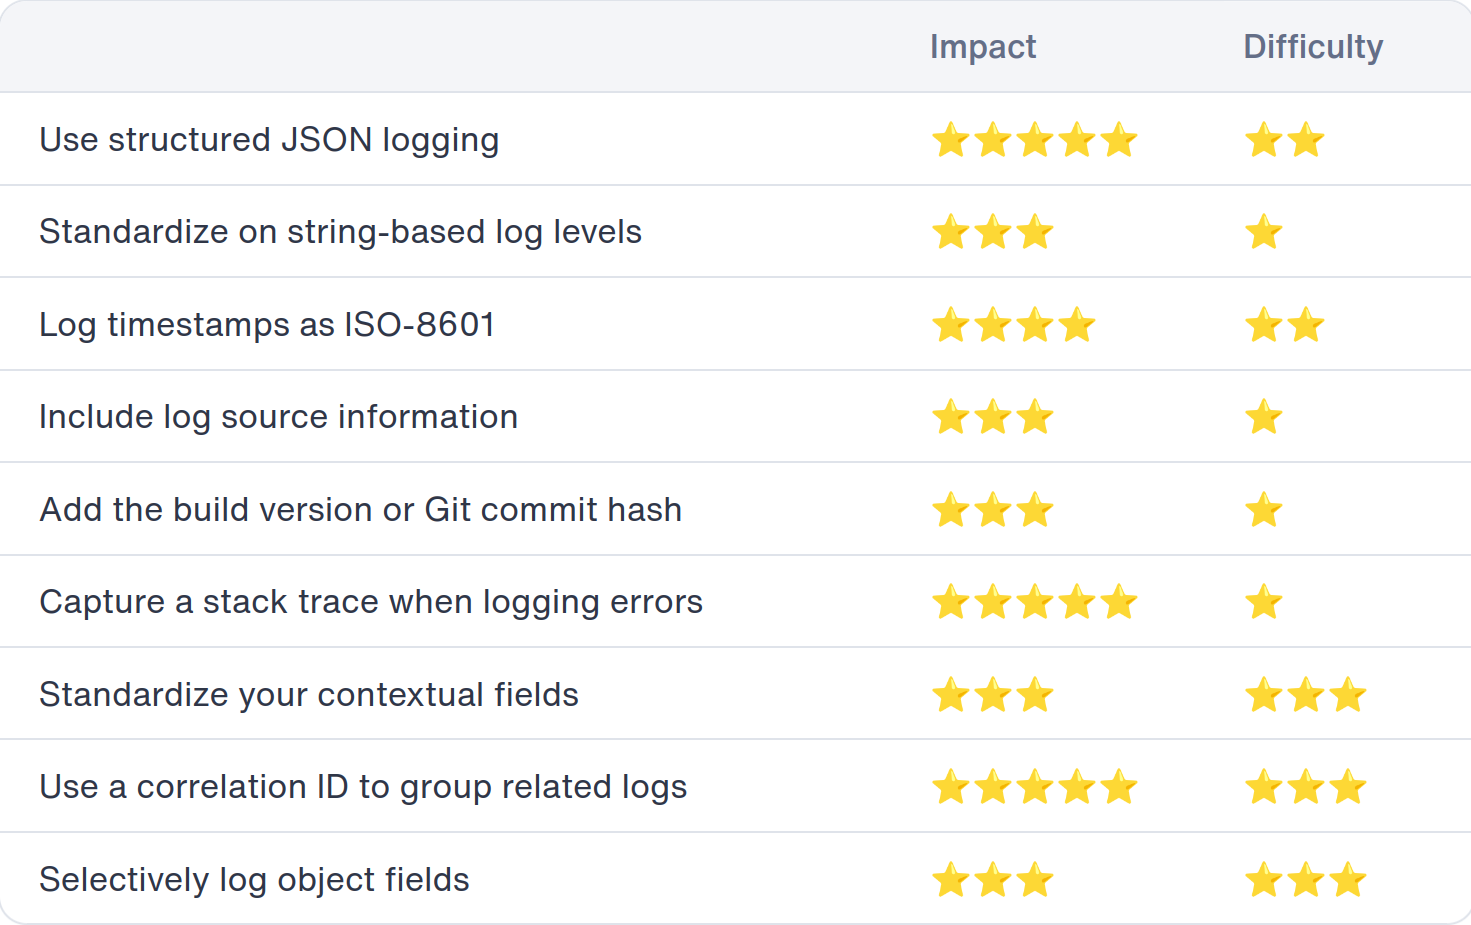 Impact Difficulty
Use structured JSON logging ⭐⭐⭐⭐⭐ ⭐⭐
Standardize on string-based log levels ⭐⭐⭐ ⭐
Log timestamps as ISO-8601 ⭐⭐⭐⭐ ⭐⭐
Include log source information ⭐⭐⭐ ⭐
Add the build version or Git commit hash ⭐⭐⭐ ⭐
Capture a stack trace when logging errors ⭐⭐⭐⭐⭐ ⭐
Standardize your contextual fields ⭐⭐⭐ ⭐⭐⭐
Use a correlation ID to group related logs ⭐⭐⭐⭐⭐ ⭐⭐⭐
Selectively log object fields ⭐⭐⭐ ⭐⭐⭐